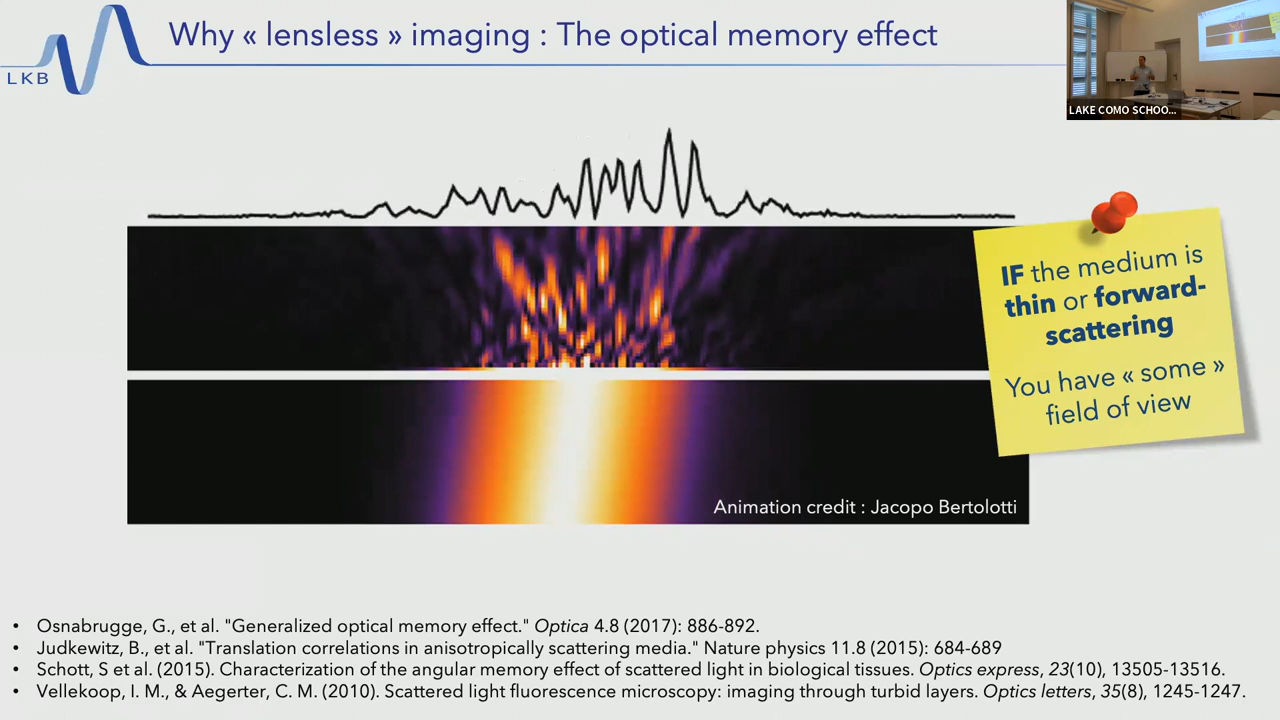 Why « lensless » imaging : The optical memory effect
LKB
LAKE COMO SCHOO...
IF the medium is
thin or forward-
scattering
You have « some »
field of view
Animation credit : Jacopo Bertolotti
• Osnabrugge, G., et al. "Generalized optical memory effect." Optica 4.8 (2017): 886-892.
• Judkewitz, B., et al. "Translation correlations in anisotropically scattering media." Nature physics 11.8 (2015): 684-689
• Schott, S et al. (2015). Characterization of the angular memory effect of scattered light in biological tissues. Optics express, 23(10), 13505-13516.
• Vellekoop, I. M., & Aegerter, C. M. (2010). Scattered light fluorescence microscopy: imaging through turbid layers. Optics letters, 35(8), 1245-1247.